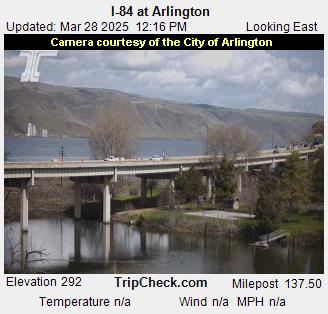 I-84 at Arlington
Updated: Mar 28 2025 12:16 PM Looking East
Camera courtesy of the City of Arlington
Elevation 292 TripCheck.com Milepost 137.50
Temperature n/a Wind n/a MPH n/a